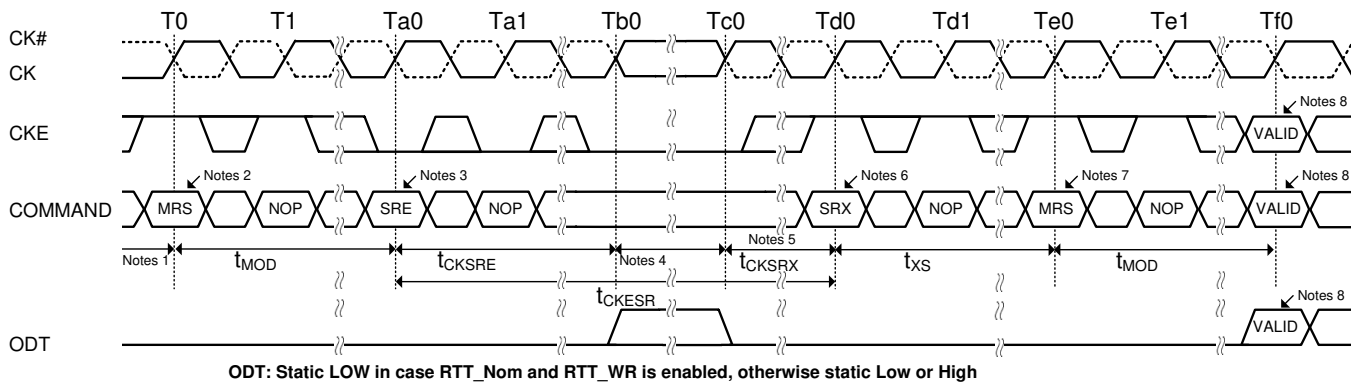 T0 T1 Ta0 Ta1 Tb0 Tc0 Td0 Td1 Te0 Te1 Tf0
CK#
CK
Notes 8
CKE VALID
Notes 2 Notes 3 Notes 6 Notes 7 Notes 8
COMMAND MRS NOP SRE NOP SRX NOP MRS NOP VALID
Notes 1 tMOD tCKSRE Notes 4 Notes 5 tCKSRX tXS tMOD
tCKESR
Notes 8
ODT VALID
ODT: Static LOW in case RTT_Nom and RTT_WR is enabled, otherwise static Low or High